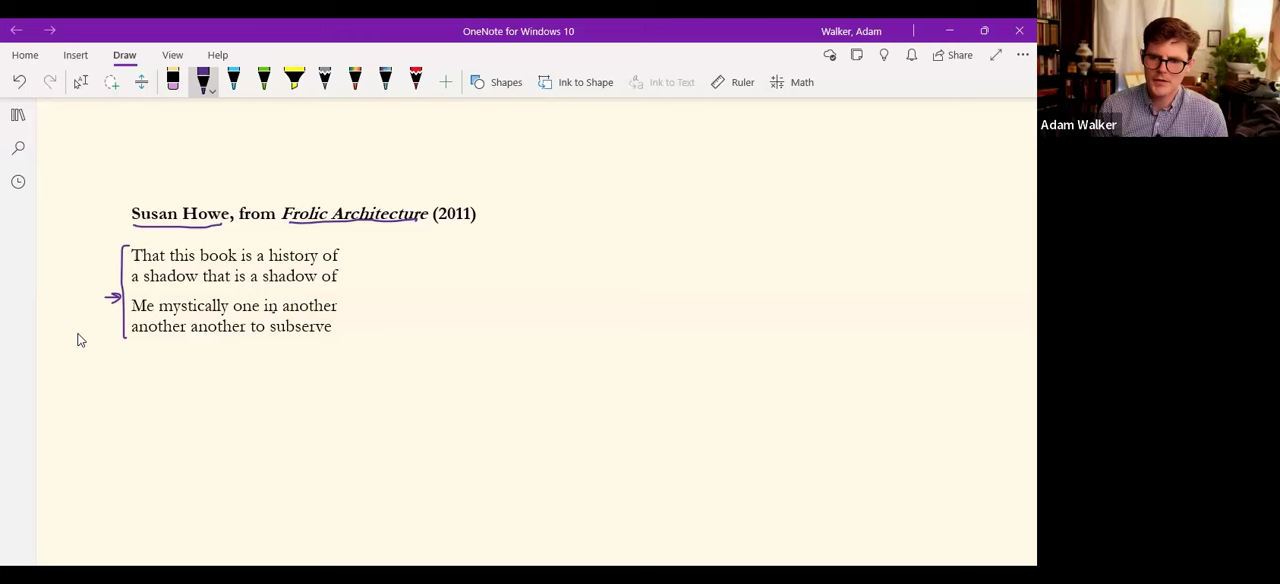 OneNote for Windows 10
Walker, Adam
Home Insert Draw View Help
Share
Shapes Ink to Shape Ink to Text Ruler Math
Adam Walker
Susan Howe, from Frolic Architecture (2011)
That this book is a history of
a shadow that is a shadow of
Me mystically one in another
another another to subserve